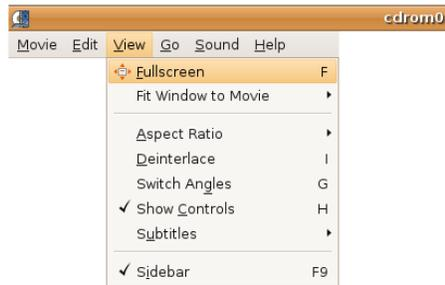 cdrom0
Movie Edit View Go Sound Help
Fullscreen F
Fit Window to Movie
Aspect Ratio
Deinterlace I
Switch Angles G
Show Controls H
Subtitles
Sidebar F9